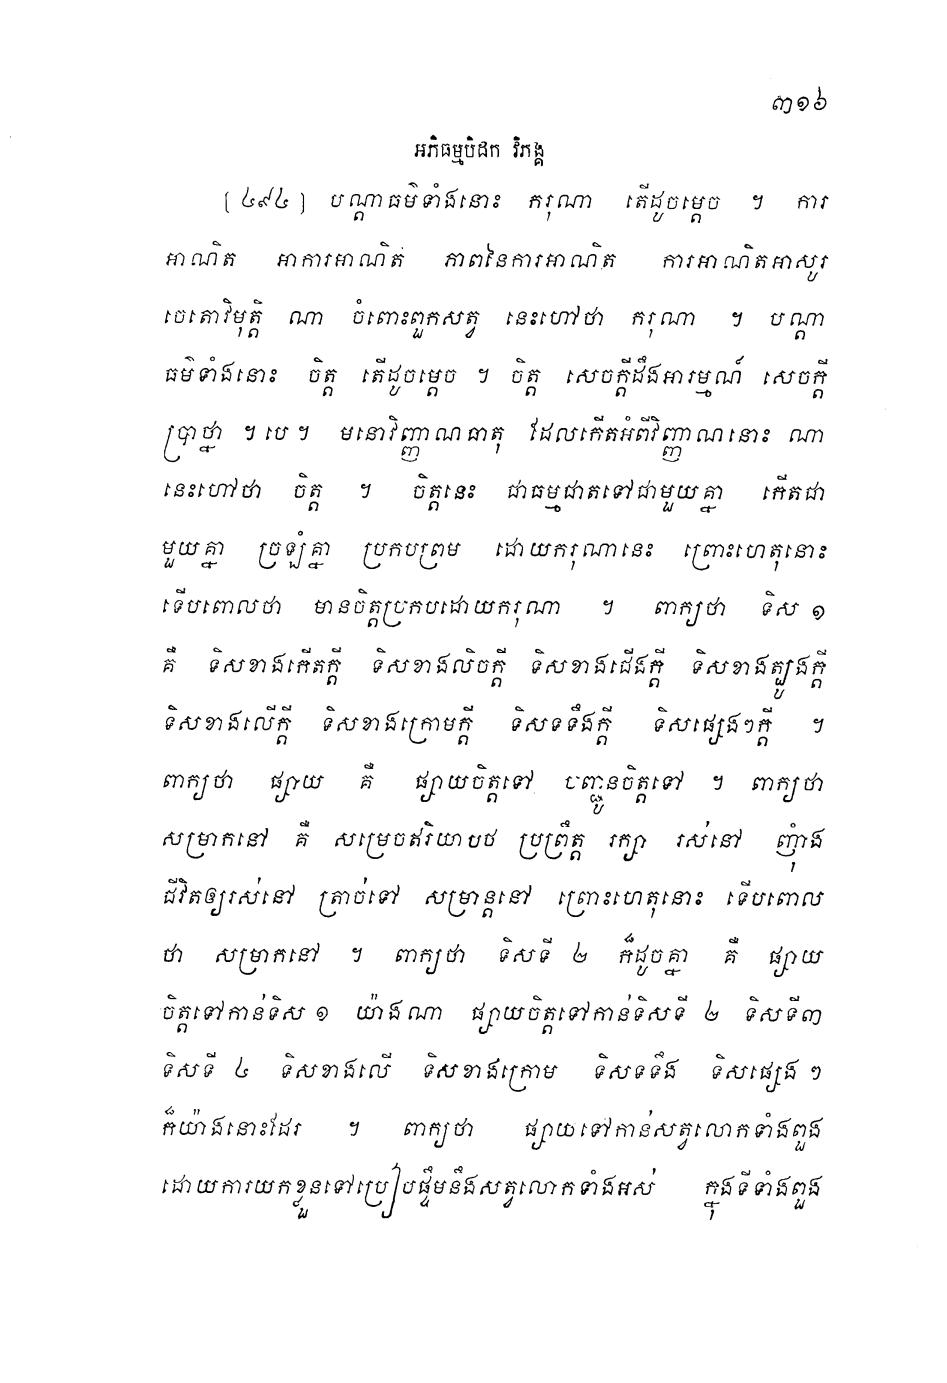 ៣១៦
អភិធម្មបិដក វិភង្គ
[៤៩៤] បណ្តាធម៌ទាំងនោះ ករុណា តើដូចម្តេច ។ ការ
អាណិត អាការអាណិត ភាពនៃការអាណិត ការអាណិតអាសូរ
ចេតោវិមុត្តិ ណា ចំពោះពួកសត្វ នេះហៅថា ករុណា ។ បណ្តា
ធម៌ទាំងនោះ ចិត្ត តើដូចម្តេច ។ ចិត្ត សេចក្តីដឹងអារម្មណ៍ សេចក្តី
ប្រាថ្នា ។បេ។ មនោវិញ្ញាណធាតុ ដែលកើតអំពីវិញ្ញាណនោះ ណា
នេះហៅថា ចិត្ត ។ ចិត្តនេះ ជាធម្មជាតទៅជាមួយគ្នា កើតជា
មួយគ្នា ច្រឡំគ្នា ប្រកបព្រម ដោយករុណានេះ ព្រោះហេតុនោះ
ទើបពោលថា មានចិត្តប្រកបដោយករុណា ។ ពាក្យថា ទិស ១
គឺ ទិសខាងកើតក្តី ទិសខាងលិចក្តី ទិសខាងជើងក្តី ទិសខាងត្បូងក្តី
ទិសខាងលើក្តី ទិសខាងក្រោមក្តី ទិសទទឹងក្តី ទិសផ្សេងៗក្តី ។
ពាក្យថា ផ្សាយ គឺ ផ្សាយចិត្តទៅ បញ្ជូនចិត្តទៅ ។ ពាក្យថា
សម្រាកនៅ គឺ សម្រេចឥរិយាបថ ប្រព្រឹត្ត រក្សា រស់នៅ ញ៉ាំង
ជីវិតឲ្យរស់នៅ ត្រាច់ទៅ សម្រាន្តនៅ ព្រោះហេតុនោះ ទើបពោល
ថា សម្រាកនៅ ។ ពាក្យថា ទិសទី ២ ក៏ដូចគ្នា គឺ ផ្សាយ
ចិត្តទៅកាន់ទិស ១ យ៉ាងណា ផ្សាយចិត្តទៅកាន់ទិសទី ២ ទិសទី៣
ទិសទី ៤ ទិសខាងលើ ទិសខាងក្រោម ទិសទទឹង ទិសផ្សេង ៗ
ក៏យ៉ាងនោះដែរ ។ ពាក្យថា ផ្សាយទៅកាន់សត្វលោកទាំងពួង
ដោយការយកខ្លួនទៅប្រៀបផ្ទឹមនឹងសត្វលោកទាំងអស់ ក្នុងទីទាំងពួង